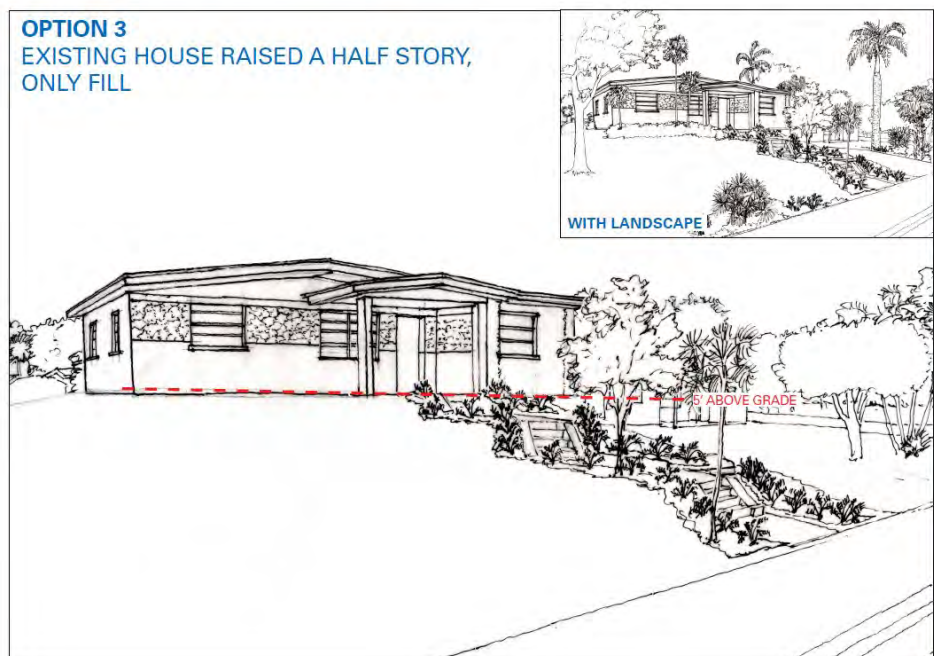 OPTION 3
EXISTING HOUSE RAISED A HALF STORY,
ONLY FILL
WITH LANDSCAPE
5' ABOVE GRADE